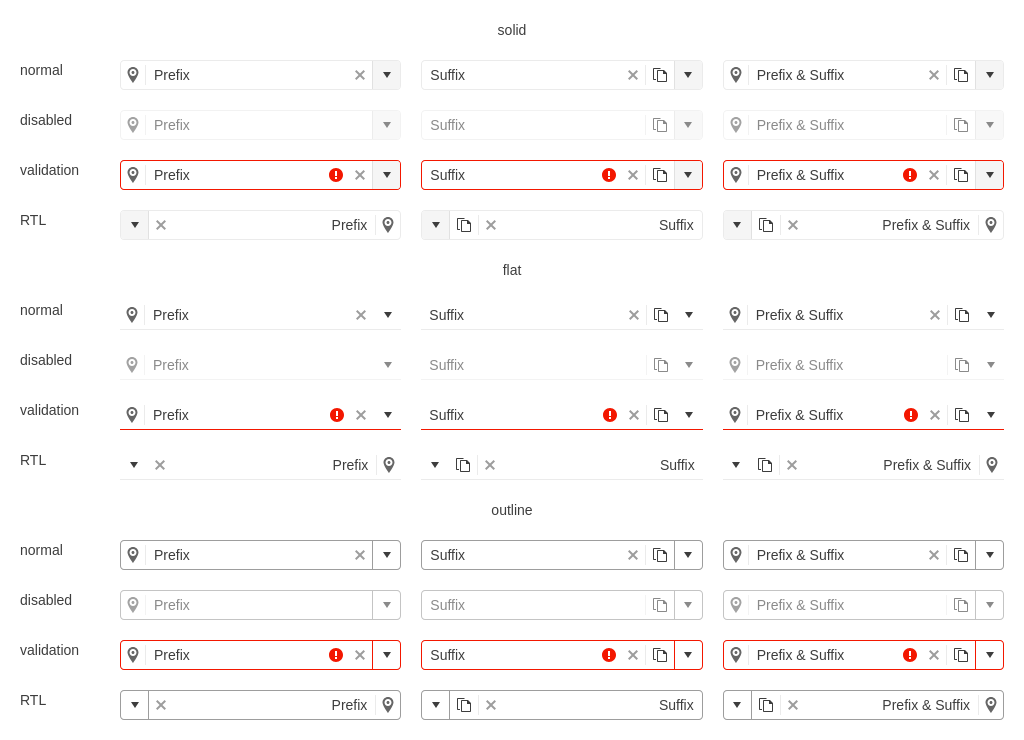 solid
normal Prefix Suffix Prefix & Suffix
disabled Prefix Suffix Prefix & Suffix
validation Prefix Suffix Prefix & Suffix
RTL Prefix Suffix Prefix & Suffix
flat
normal Prefix Suffix Prefix & Suffix
disabled Prefix Suffix Prefix & Suffix
validation Prefix Suffix Prefix & Suffix
RTL Prefix Suffix Prefix & Suffix
outline
normal Prefix Suffix Prefix & Suffix
disabled Prefix Suffix Prefix & Suffix
validation Prefix Suffix Prefix & Suffix
RTL Prefix Suffix Prefix & Suffix